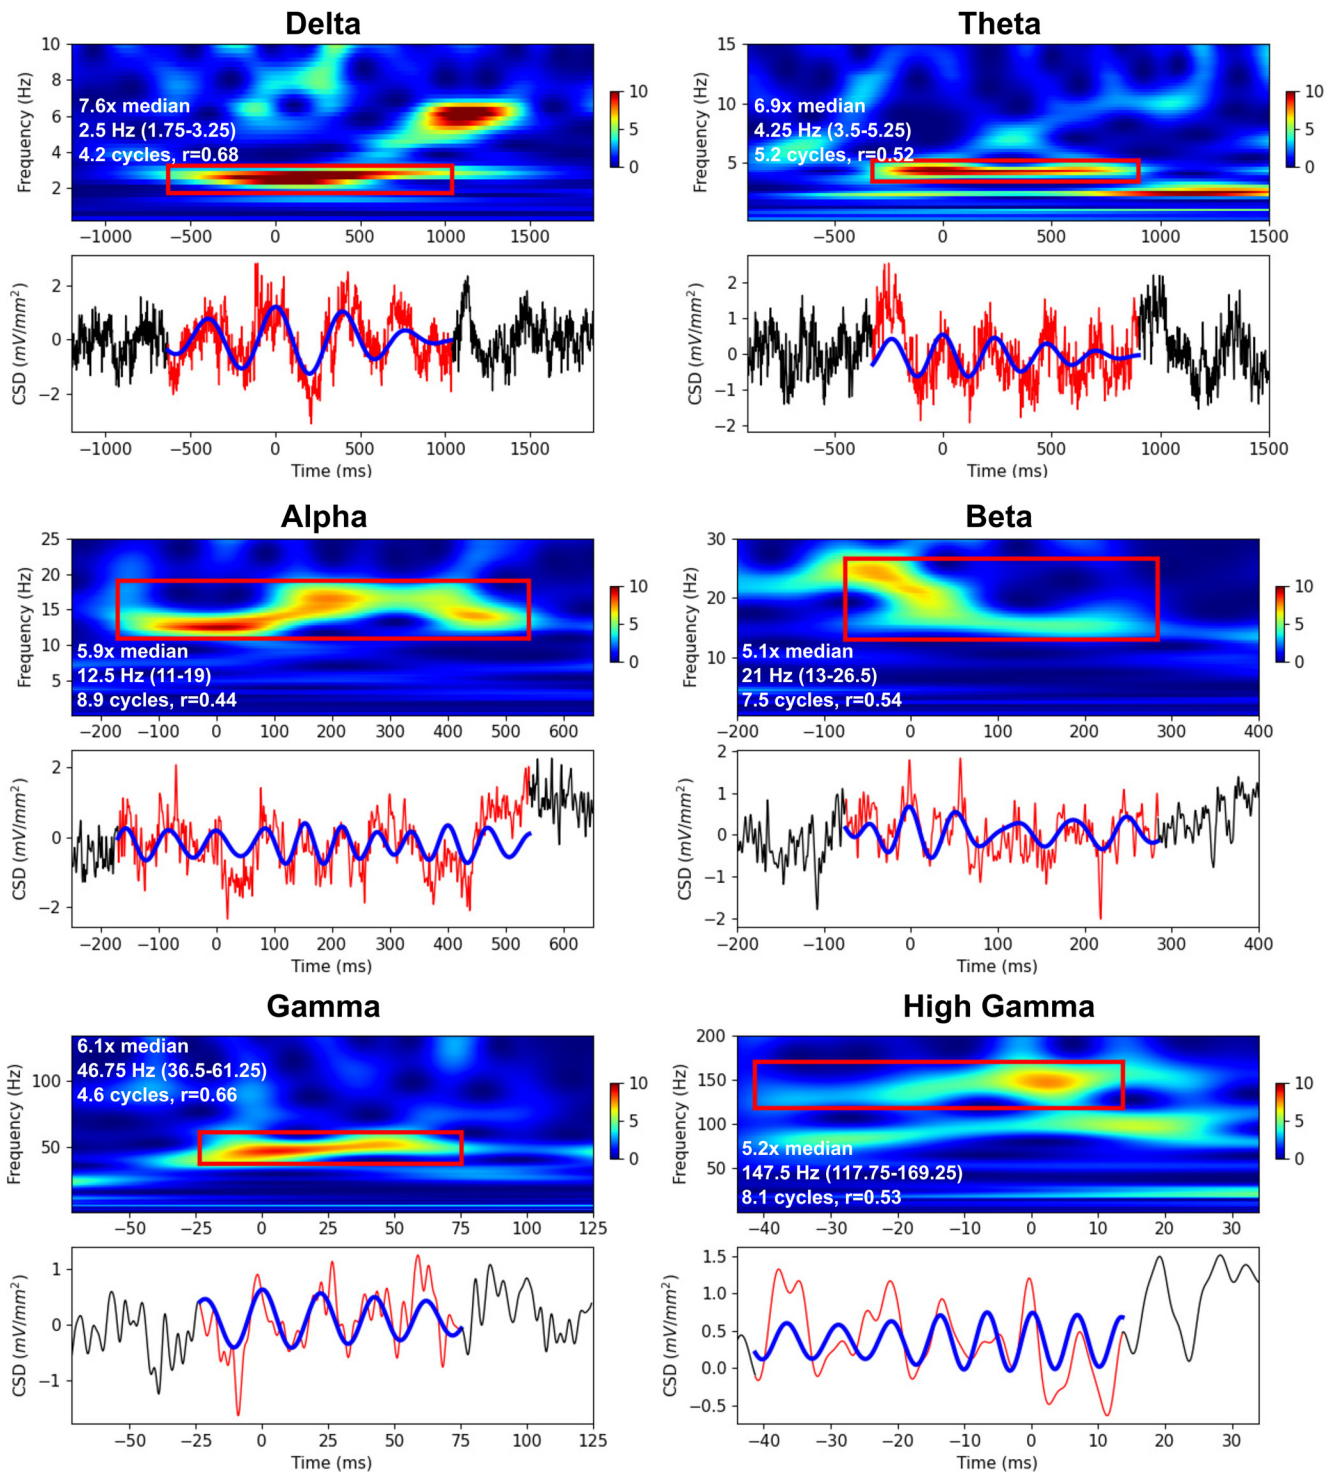 Delta
Frequency (Hz)
10
8
6
4
2
7.6x median
2.5 Hz (1.75-3.25)
4.2 cycles, r=0.68
10
5
0
−1000 −500 0 500 1000 1500
CSD (mV/mm²)
2
0
−2
−1000 −500 0 500 1000 1500
Time (ms)
Theta
Frequency (Hz)
15
10
5
6.9x median
4.25 Hz (3.5-5.25)
5.2 cycles, r=0.52
10
5
0
−500 0 500 1000 1500
CSD (mV/mm²)
2
1
0
−1
−2
−500 0 500 1000 1500
Time (ms)
Alpha
Frequency (Hz)
25
20
15
10
5
5.9x median
12.5 Hz (11-19)
8.9 cycles, r=0.44
10
5
0
−200 −100 0 100 200 300 400 500 600
CSD (mV/mm²)
2
0
−2
−200 −100 0 100 200 300 400 500 600
Time (ms)
Beta
Frequency (Hz)
30
20
10
5.1x median
21 Hz (13-26.5)
7.5 cycles, r=0.54
10
5
0
−200 −100 0 100 200 300 400
CSD (mV/mm²)
2
1
0
−1
−2
−200 −100 0 100 200 300 400
Time (ms)
Gamma
Frequency (Hz)
100
50
6.1x median
46.75 Hz (36.5-61.25)
4.6 cycles, r=0.66
10
5
0
−50 −25 0 25 50 75 100 125
CSD (mV/mm²)
1
0
−1
−50 −25 0 25 50 75 100 125
Time (ms)
High Gamma
Frequency (Hz)
200
150
100
50
5.2x median
147.5 Hz (117.75-169.25)
8.1 cycles, r=0.53
10
5
0
−40 −30 −20 −10 0 10 20 30
CSD (mV/mm²)
1.5
1.0
0.5
0.0
−0.5
−40 −30 −20 −10 0 10 20 30
Time (ms)